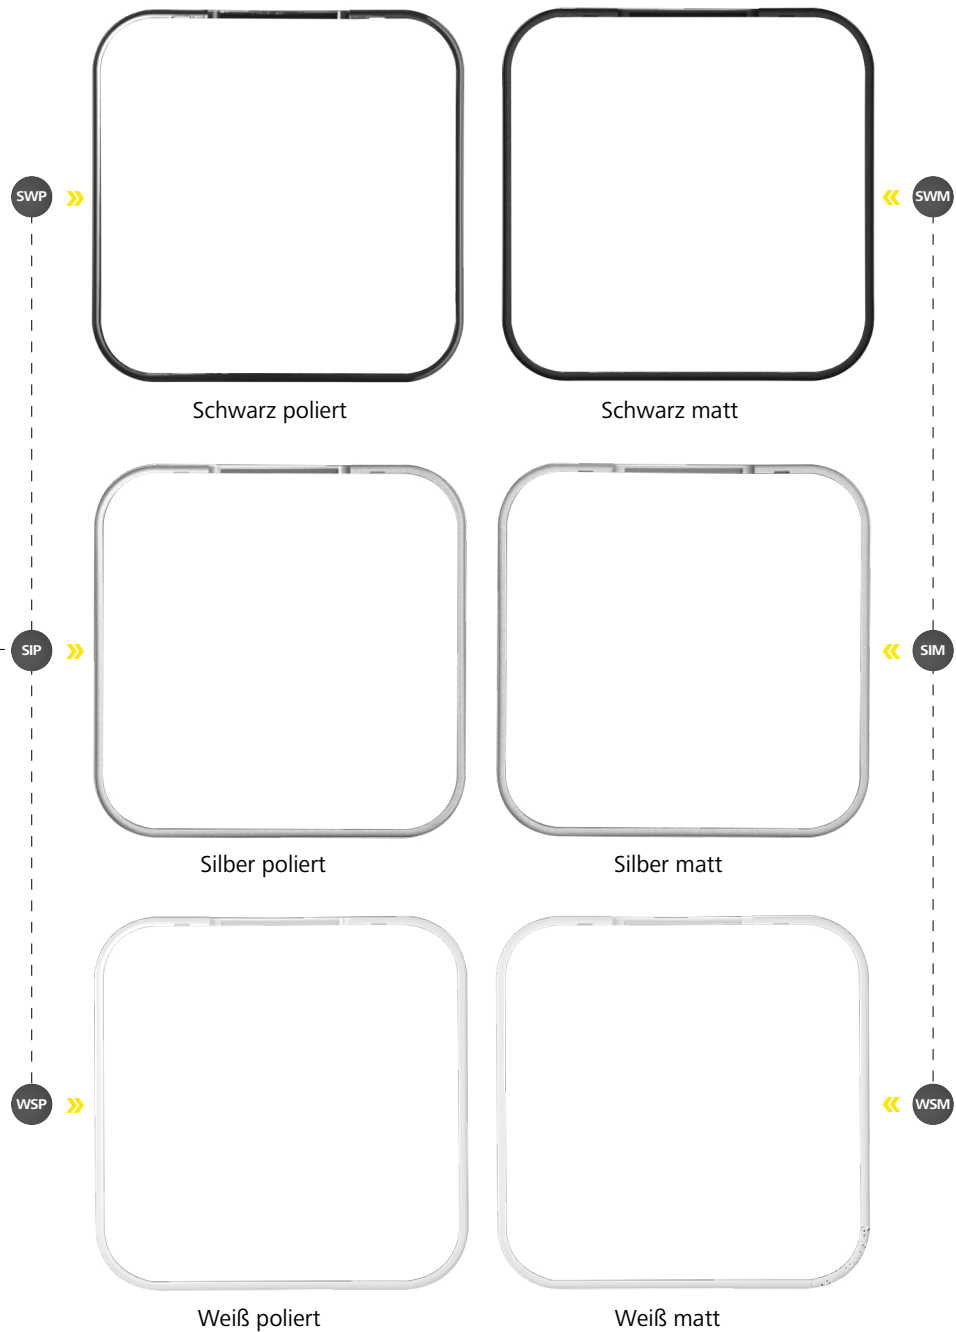 SWP
SWM
Schwarz poliert
Schwarz matt
SIP
SIM
Silber poliert
Silber matt
WSP
WSM
Weiß poliert
Weiß matt